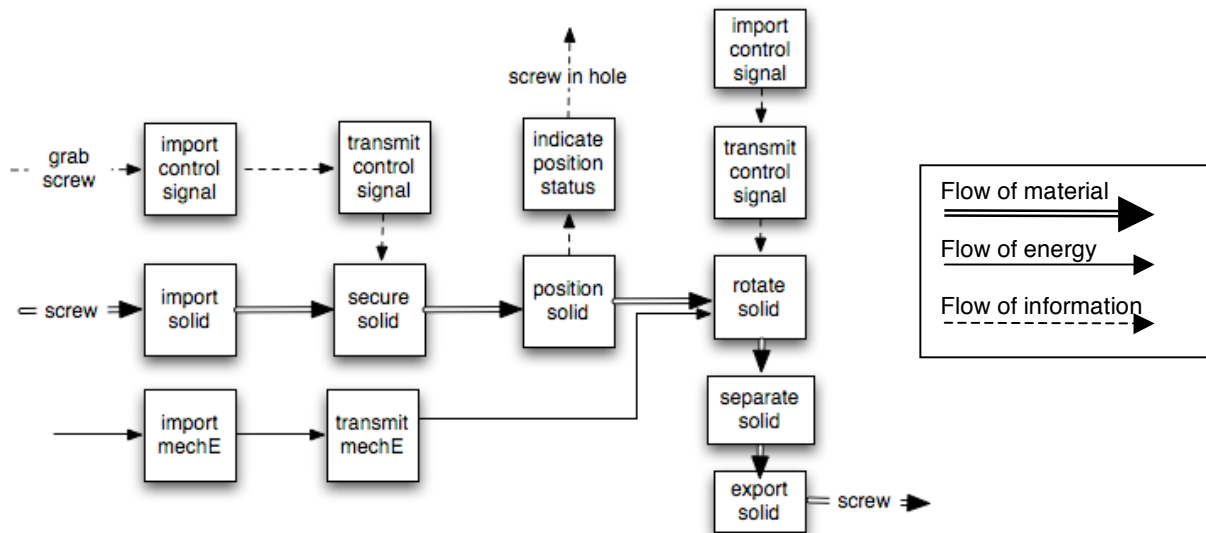 import
control
signal
screw in hole
grab
screw
import
control
signal
transmit
control
signal
indicate
position
status
transmit
control
signal
screw
import
solid
secure
solid
position
solid
rotate
solid
import
mechE
transmit
mechE
separate
solid
export
solid
screw
Flow of material
Flow of energy
Flow of information